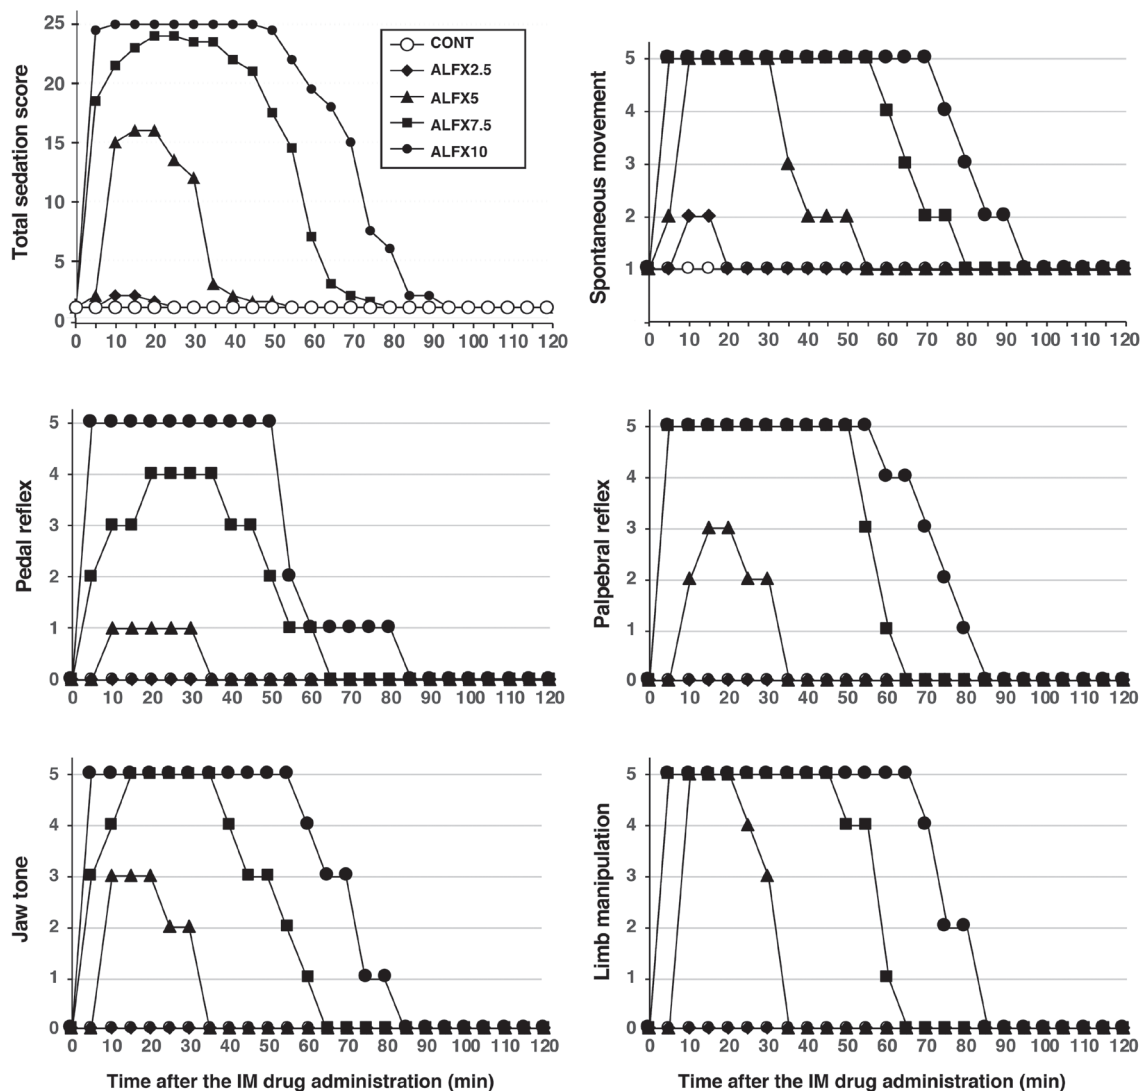 Total sedation score
25
20
15
10
5
0
0 10 20 30 40 50 60 70 80 90 100 110 120
CONT
ALFX2.5
ALFX5
ALFX7.5
ALFX10
Spontaneous movement
5
4
3
2
1
0 10 20 30 40 50 60 70 80 90 100 110 120
Pedal reflex
5
4
3
2
1
0
0 10 20 30 40 50 60 70 80 90 100 110 120
Palpebral reflex
5
4
3
2
1
0
0 10 20 30 40 50 60 70 80 90 100 110 120
Jaw tone
5
4
3
2
1
0
0 10 20 30 40 50 60 70 80 90 100 110 120
Time after the IM drug administration (min)
Limb manipulation
5
4
3
2
1
0
0 10 20 30 40 50 60 70 80 90 100 110 120
Time after the IM drug administration (min)